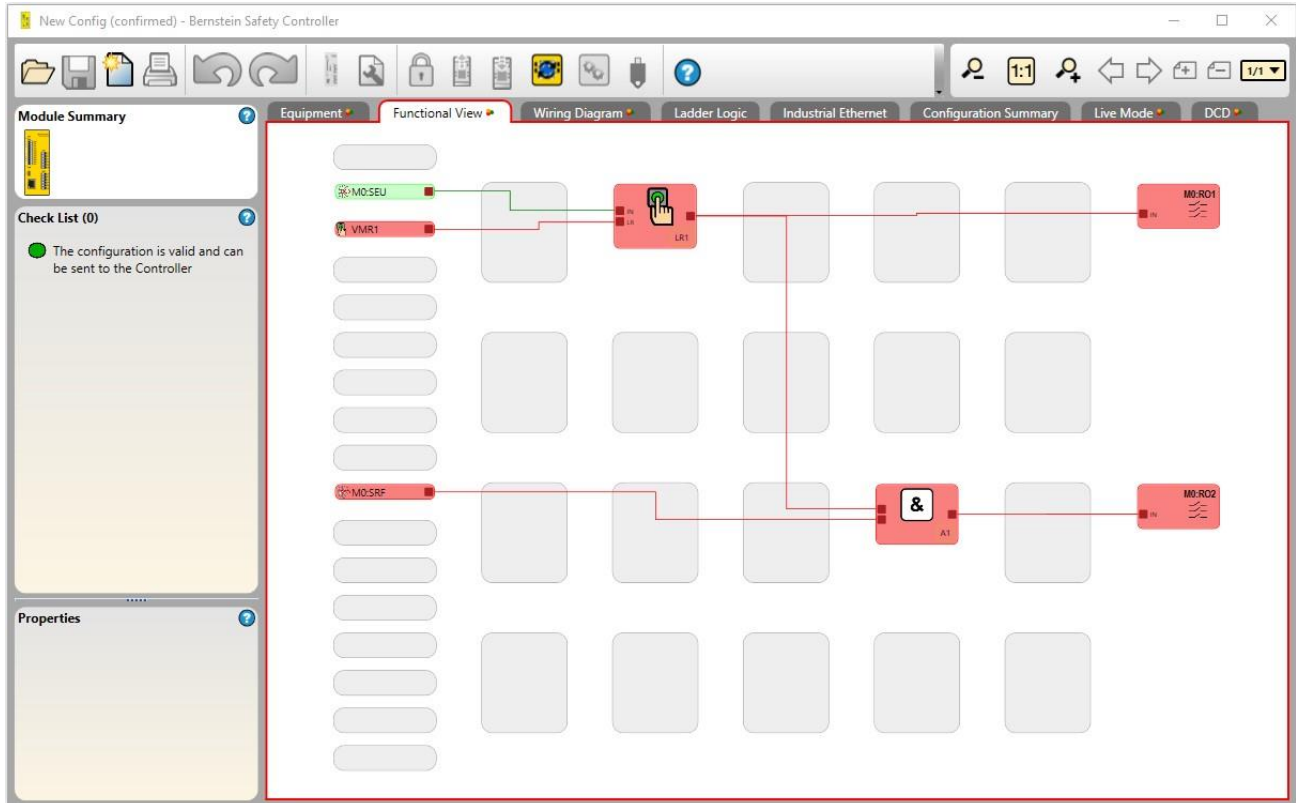 New Config (confirmed) - Bernstein Safety Controller
1:1
1/1
Module Summary
Equipment
Functional View
Wiring Diagram
Ladder Logic
Industrial Ethernet
Configuration Summary
Live Mode
DCD
Check List (0)
The configuration is valid and can
be sent to the Controller
Properties
M0:SEU
VMR1
IN
LR
LR1
M0:RO1
IN
M0:SRF
&
A1
M0:RO2
IN